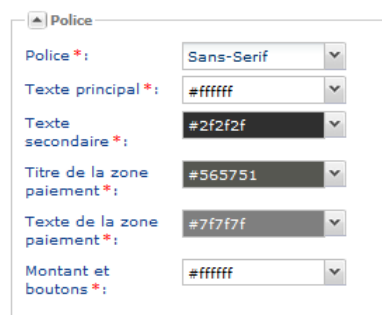 Police
Police *: Sans-Serif
Texte principal *: #ffffff
Texte
secondaire *: #2f2f2f
Titre de la zone
paiement *: #565751
Texte de la zone
paiement *: #7f7f7f
Montant et
boutons *: #ffffff